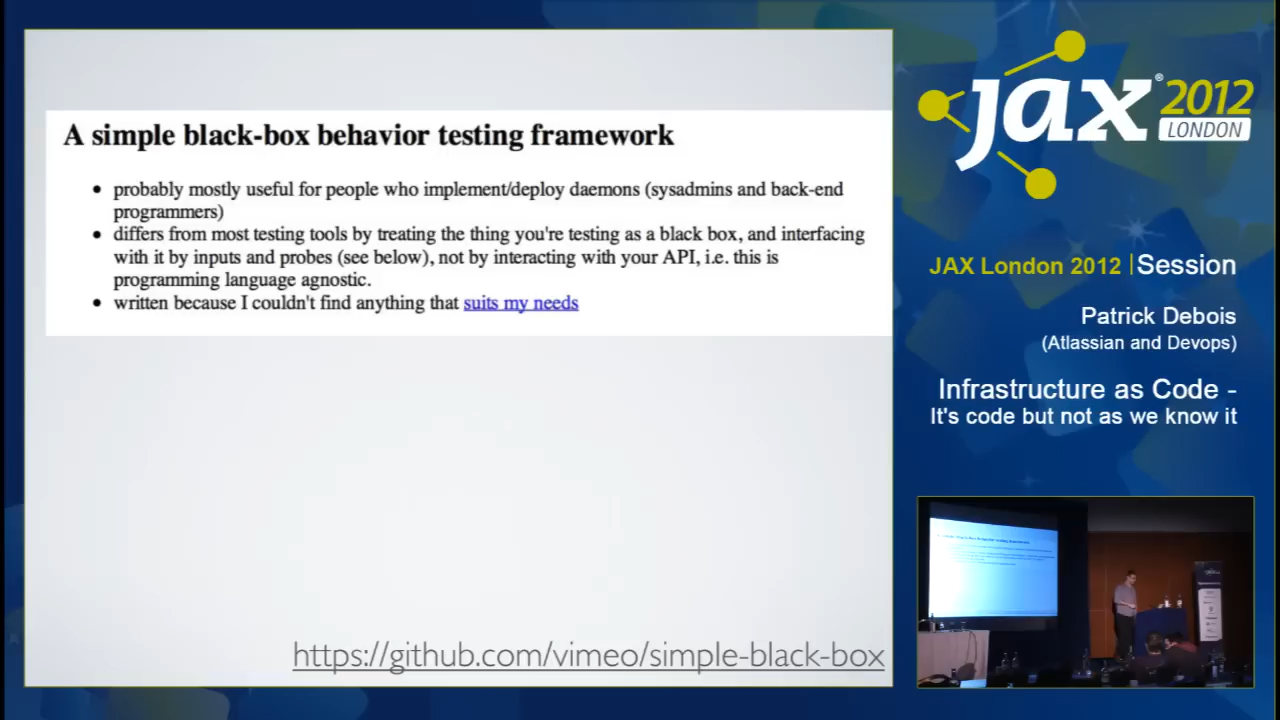 A simple black-box behavior testing framework
• probably mostly useful for people who implement/deploy daemons (sysadmins and back-end
programmers)
• differs from most testing tools by treating the thing you're testing as a black box, and interfacing
with it by inputs and probes (see below), not by interacting with your API, i.e. this is
programming language agnostic.
• written because I couldn't find anything that suits my needs
https://github.com/vimeo/simple-black-box
jax® 2012
LONDON
JAX London 2012 | Session
Patrick Debois
(Atlassian and Devops)
Infrastructure as Code -
It's code but not as we know it